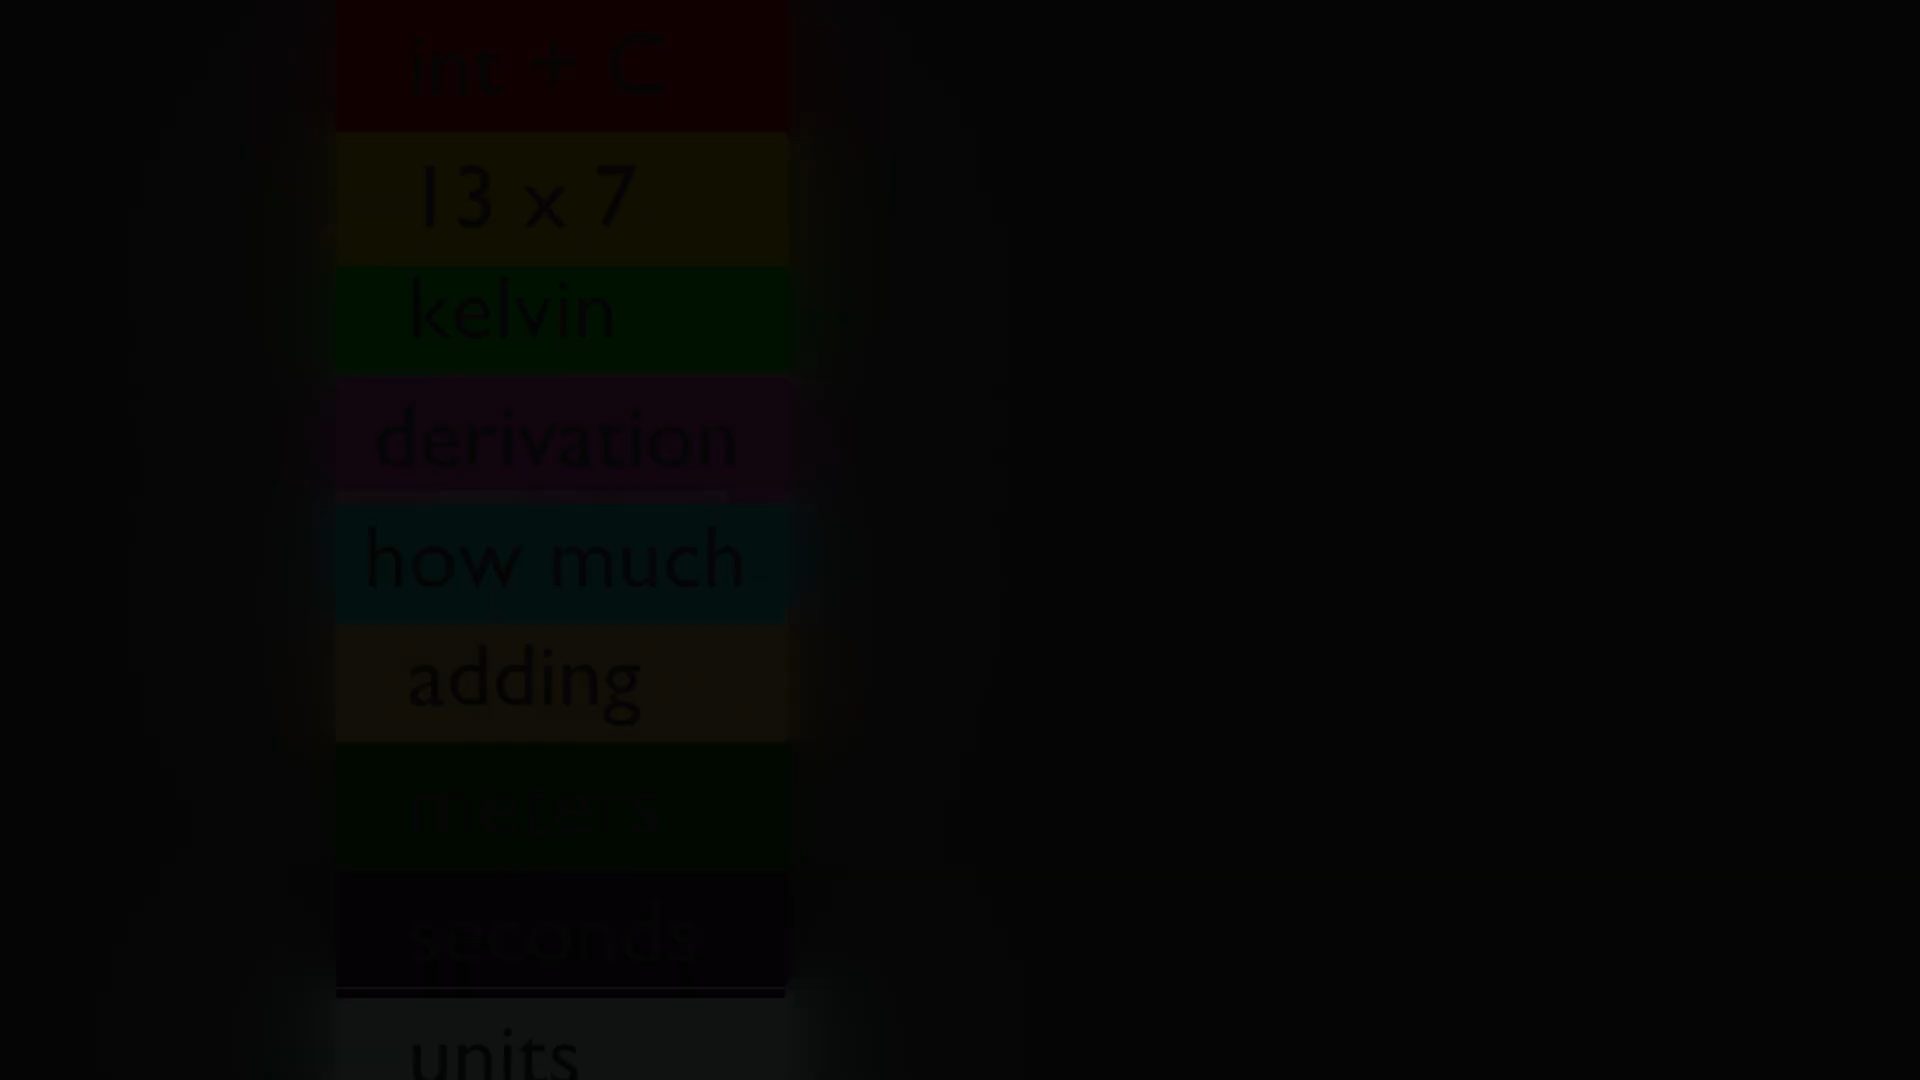 int + C
13 x 7
kelvin
derivation
how much
adding
meters
seconds
units